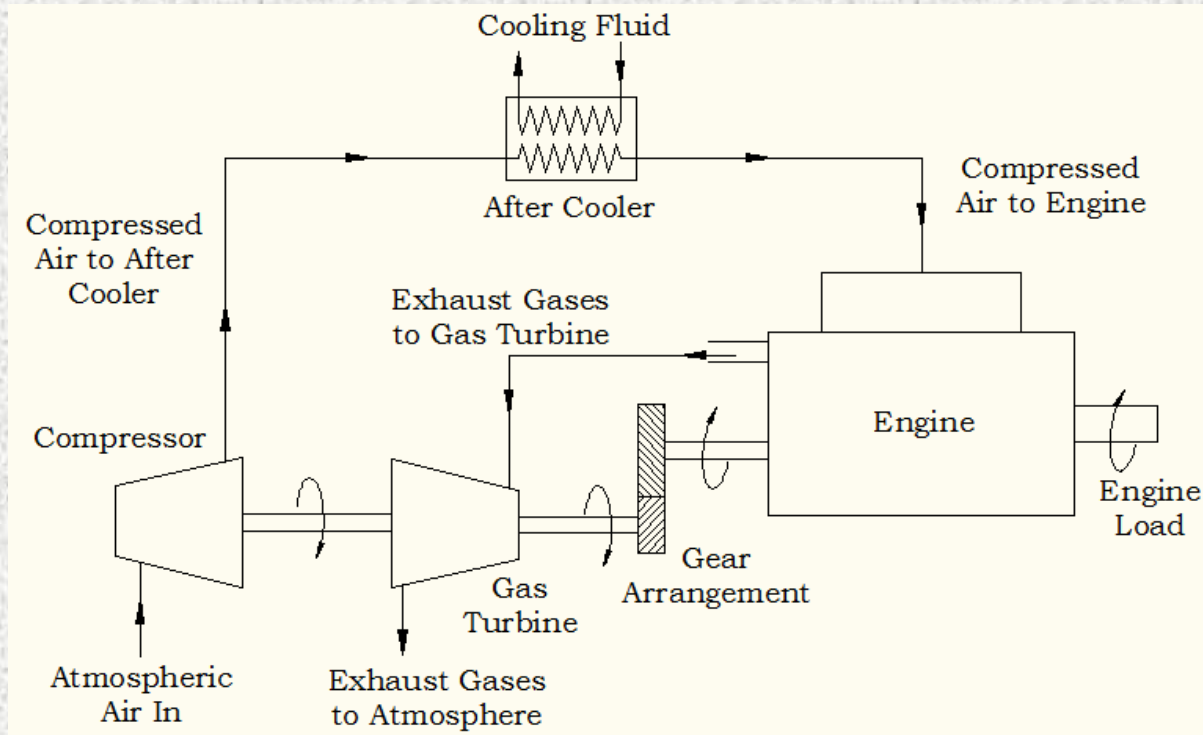 Cooling Fluid
After Cooler
Compressed
Air to Engine
Compressed
Air to After
Cooler
Exhaust Gases
to Gas Turbine
Compressor
Engine
Engine
Load
Gear
Arrangement
Gas
Turbine
Atmospheric
Air In
Exhaust Gases
to Atmosphere